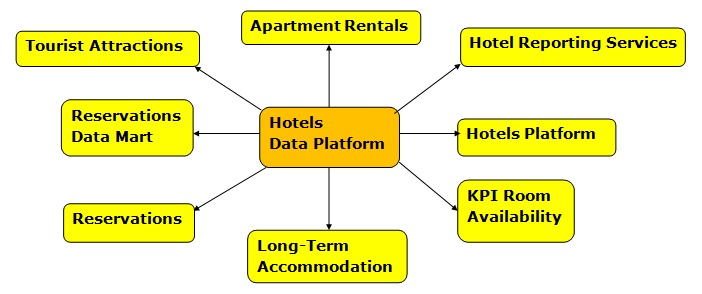 Apartment Rentals
Tourist Attractions
Hotel Reporting Services
Reservations
Data Mart
Hotels
Data Platform
Hotels Platform
KPI Room
Availability
Reservations
Long-Term
Accommodation